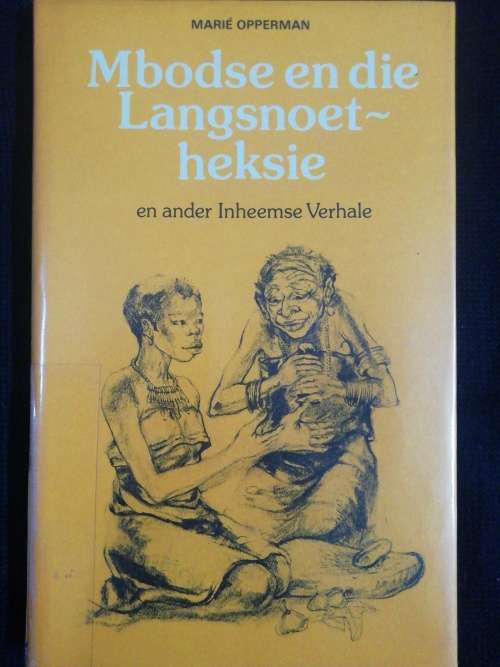 MARIÉ OPPERMAN
Mbodse en die
Langsnoet~
heksie
en ander Inheemse Verhale